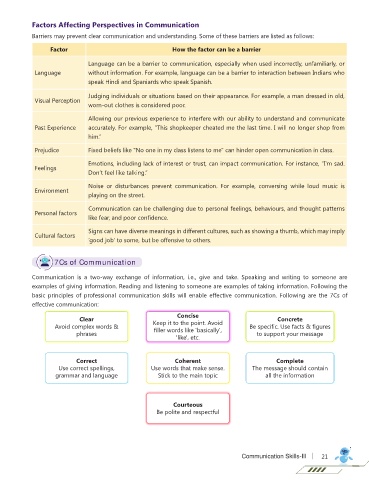 Factors Affecting Perspectives in Communication
Barriers may prevent clear communication and understanding. Some of these barriers are listed as follows:
Factor
How the factor can be a barrier
Language
Language can be a barrier to communication, especially when used incorrectly, unfamiliarly, or
without information. For example, language can be a barrier to interaction between Indians who
speak Hindi and Spaniards who speak Spanish.
Visual Perception
Judging individuals or situations based on their appearance. For example, a man dressed in old,
worn-out clothes is considered poor.
Past Experience
Allowing our previous experience to interfere with our ability to understand and communicate
accurately. For example, "This shopkeeper cheated me the last time. I will no longer shop from
him."
Prejudice
Fixed beliefs like "No one in my class listens to me" can hinder open communication in class.
Feelings
Emotions, including lack of interest or trust, can impact communication. For instance, "I'm sad.
Don't feel like talking."
Environment
Noise or disturbances prevent communication. For example, conversing while loud music is
playing on the street.
Personal factors
Communication can be challenging due to personal feelings, behaviours, and thought patterns
like fear, and poor confidence.
Cultural factors
Signs can have diverse meanings in different cultures, such as showing a thumb, which may imply
'good job' to some, but be offensive to others.
7Cs of Communication
Communication is a two-way exchange of information, i.e., give and take. Speaking and writing to someone are
examples of giving information. Reading and listening to someone are examples of taking information. Following the
basic principles of professional communication skills will enable effective communication. Following are the 7Cs of
effective communication:
Clear
Avoid complex words &
phrases
Concise
Keep it to the point. Avoid
filler words like 'basically',
'like', etc.
Concrete
Be specific. Use facts & figures
to support your message
Correct
Use correct spellings,
grammar and language
Coherent
Use words that make sense.
Stick to the main topic
Complete
The message should contain
all the information
Courteous
Be polite and respectful
Communication Skills-III
21